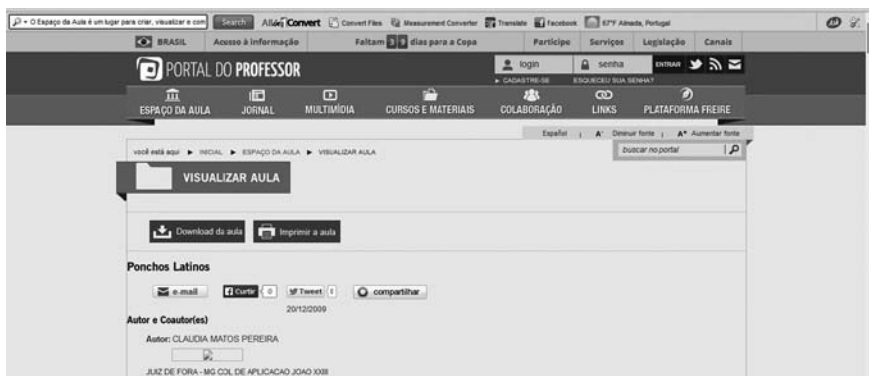 O Espaço da Aula é um lugar para criar, visualizar e com Search AllinConvert Convert Files Measurement Converter Translate Facebook 67°F Almada, Portugal
BRASIL Acesso à informação Faltam 39 dias para a Copa Participe Serviços Legislação Canais
PORTAL DO PROFESSOR login senha ENTRAR
CADASTRE-SE ESQUECEU SUA SENHA?
ESPAÇO DA AULA JORNAL MULTIMÍDIA CURSOS E MATERIAIS COLABORAÇÃO LINKS PLATAFORMA FREIRE
Español | A- Diminuir fonte | A+ Aumentar fonte
você está aqui INICIAL ESPAÇO DA AULA VISUALIZAR AULA buscar no portal
VISUALIZAR AULA
Download da aula Imprimir a aula
Ponchos Latinos
e-mail Curtir 0 Tweet 0 compartilhar
20/12/2009
Autor e Coautor(es)
Autor: CLAUDIA MATOS PEREIRA
JUIZ DE FORA - MG COL DE APLICACAO JOAO XXIII